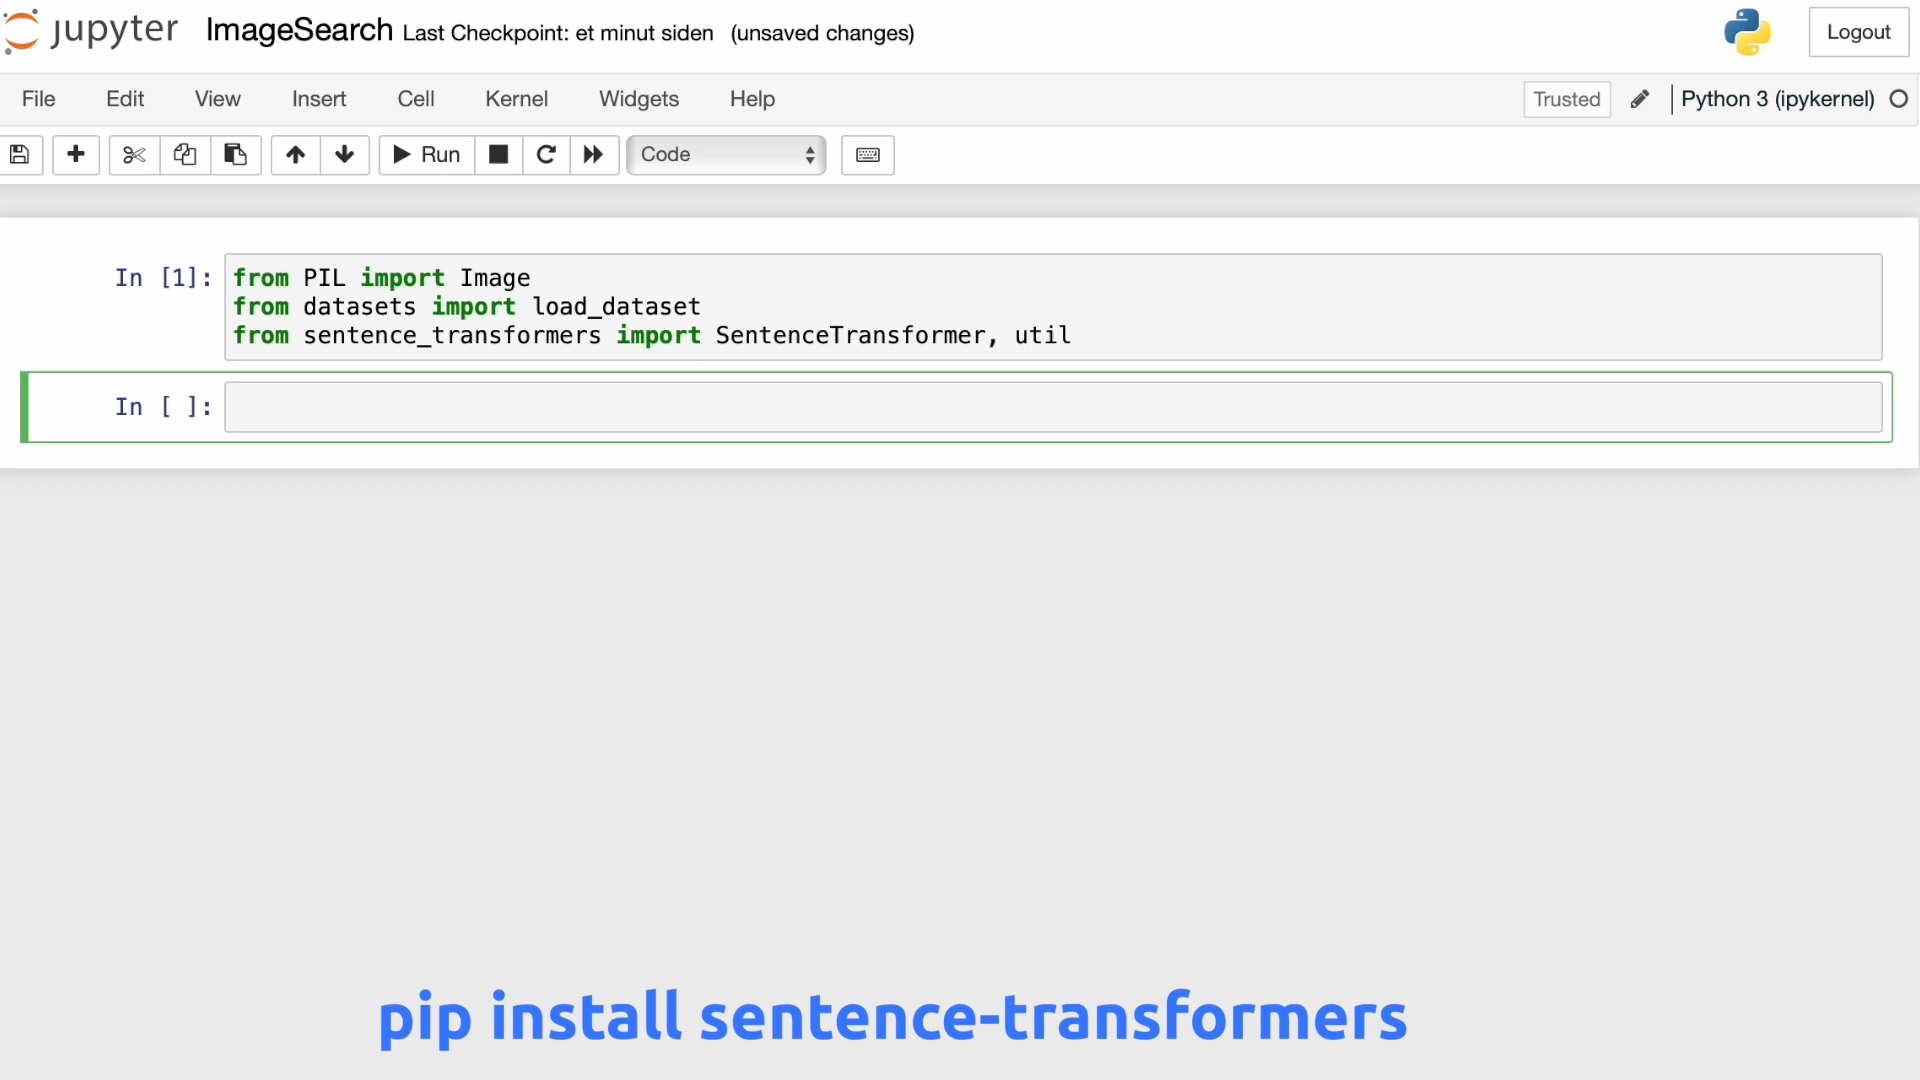 jupyter ImageSearch Last Checkpoint: et minut siden (unsaved changes) Logout
File Edit View Insert Cell Kernel Widgets Help Trusted Python 3 (ipykernel)
Run Code
In [1]: from PIL import Image
from datasets import load_dataset
from sentence_transformers import SentenceTransformer, util
In [ ]:
pip install sentence-transformers